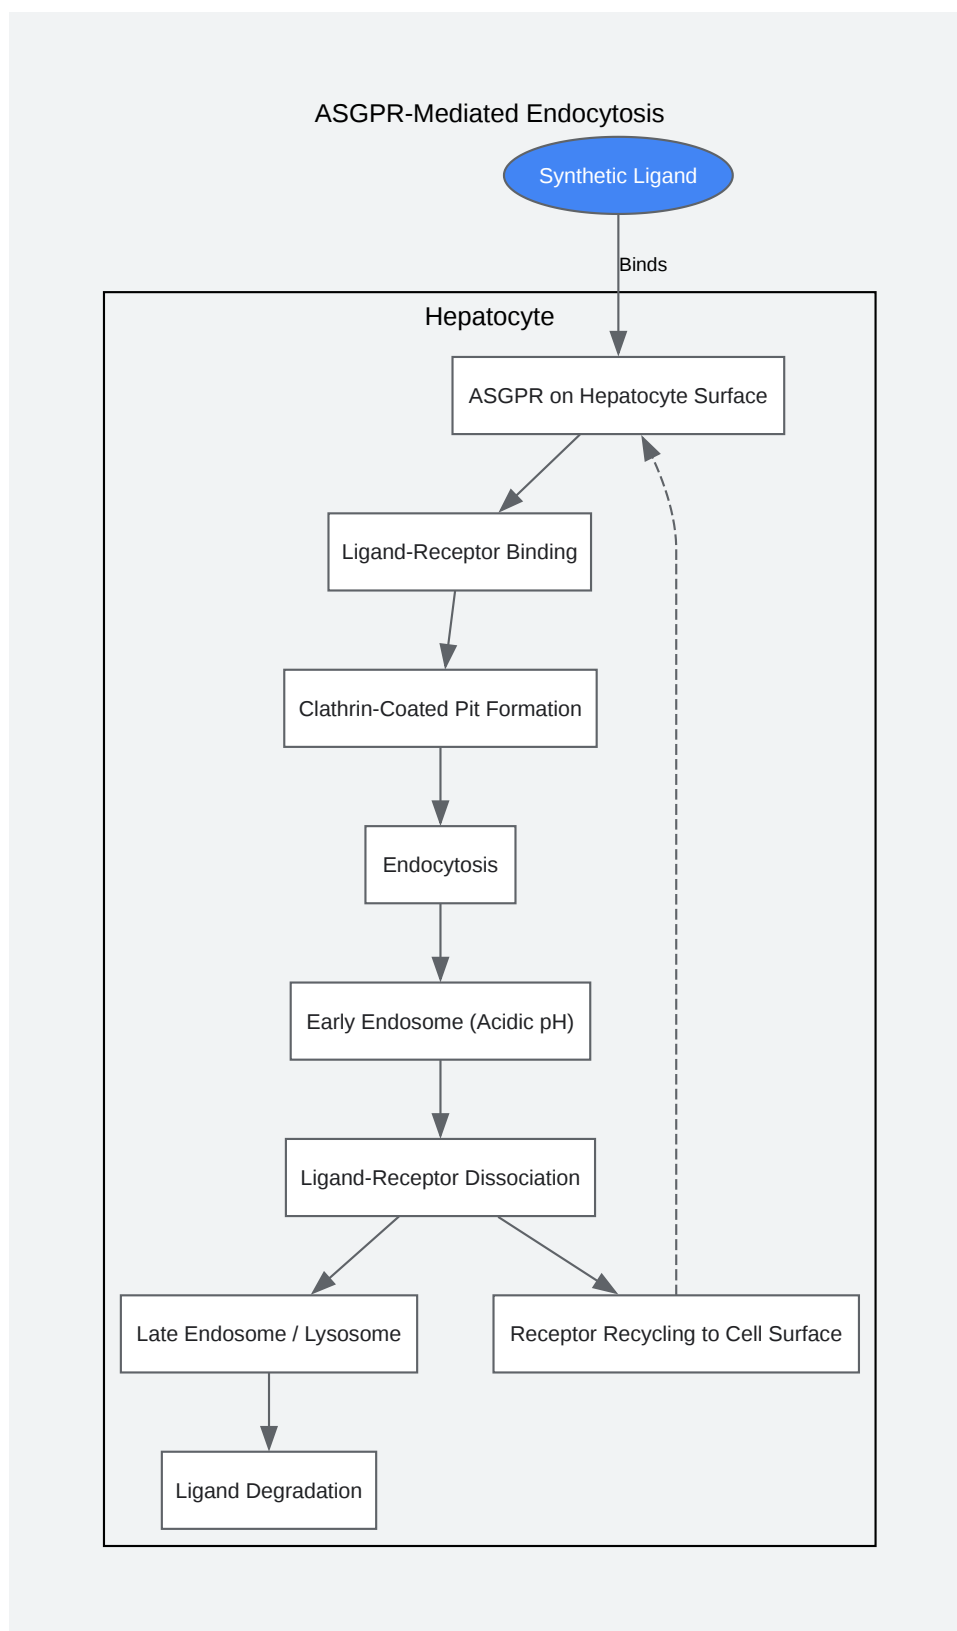 ASGPR-Mediated Endocytosis
Synthetic Ligand
Binds
Hepatocyte
ASGPR on Hepatocyte Surface
Ligand-Receptor Binding
Clathrin-Coated Pit Formation
Endocytosis
Early Endosome (Acidic pH)
Ligand-Receptor Dissociation
Late Endosome / Lysosome
Receptor Recycling to Cell Surface
Ligand Degradation